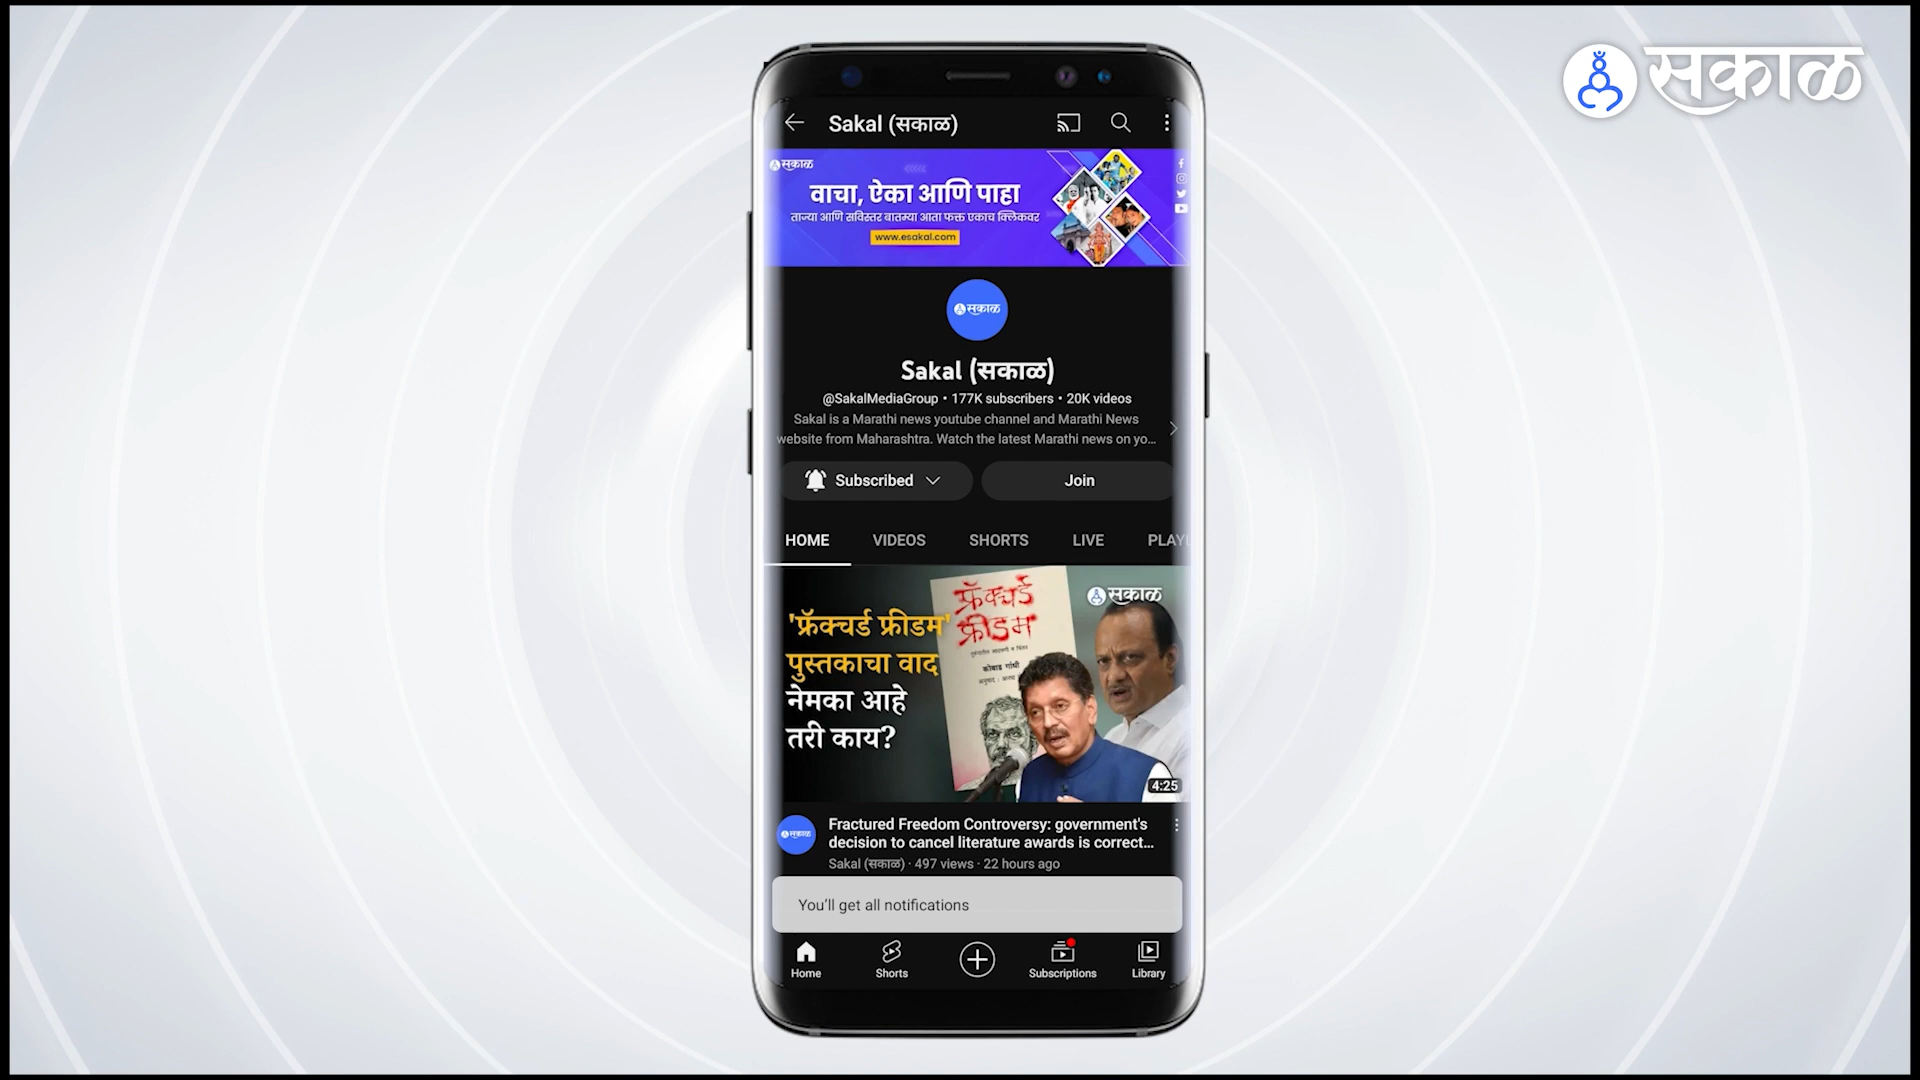 सकाळ
Sakal (सकाळ)
सकाळ
वाचा, ऐका आणि पाहा
ताज्या आणि सविस्तर बातम्या आता फक्त एकाच क्लिकवर
www.esakal.com
सकाळ
Sakal (सकाळ)
@SakalMediaGroup • 177K subscribers • 20K videos
Sakal is a Marathi news youtube channel and Marathi News
website from Maharashtra. Watch the latest Marathi news on yo...
Subscribed
Join
HOME VIDEOS SHORTS LIVE PLAYL
सकाळ
फ्रॅक्चर्ड
फ्रीडम
कोबाड गांधी
'फ्रॅक्चर्ड फ्रीडम'
पुस्तकाचा वाद
नेमका आहे
तरी काय?
4:25
सकाळ
Fractured Freedom Controversy: government's
decision to cancel literature awards is correct...
Sakal (सकाळ) · 497 views · 22 hours ago
You'll get all notifications
Home Shorts Subscriptions Library